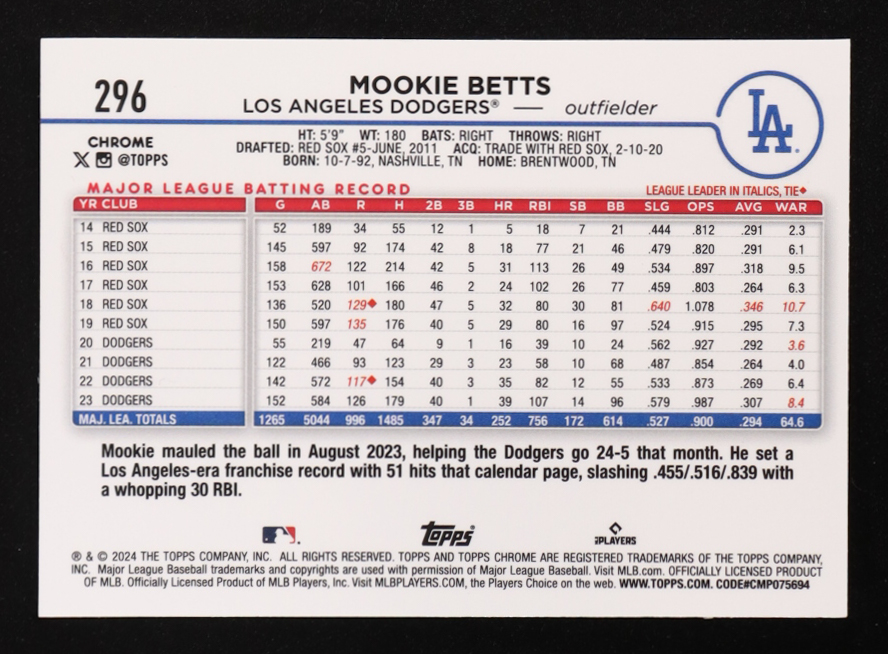 296
MOOKIE BETTS
LOS ANGELES DODGERS® — outfielder
LA
CHROME
@TOPPS
HT: 5'9" WT: 180 BATS: RIGHT THROWS: RIGHT
DRAFTED: RED SOX #5-JUNE, 2011 ACQ: TRADE WITH RED SOX, 2-10-20
BORN: 10-7-92, NASHVILLE, TN HOME: BRENTWOOD, TN
MAJOR LEAGUE BATTING RECORD LEAGUE LEADER IN ITALICS, TIE◆
YR CLUB G AB R H 2B 3B HR RBI SB BB SLG OPS AVG WAR
14 RED SOX 52 189 34 55 12 1 5 18 7 21 .444 .812 .291 2.3
15 RED SOX 145 597 92 174 42 8 18 77 21 46 .479 .820 .291 6.1
16 RED SOX 158 672 122 214 42 5 31 113 26 49 .534 .897 .318 9.5
17 RED SOX 153 628 101 166 46 2 24 102 26 77 .459 .803 .264 6.3
18 RED SOX 136 520 129◆ 180 47 5 32 80 30 81 .640 1.078 .346 10.7
19 RED SOX 150 597 135 176 40 5 29 80 16 97 .524 .915 .295 7.3
20 DODGERS 55 219 47 64 9 1 16 39 10 24 .562 .927 .292 3.6
21 DODGERS 122 466 93 123 29 3 23 58 10 68 .487 .854 .264 4.0
22 DODGERS 142 572 117◆ 154 40 3 35 82 12 55 .533 .873 .269 6.4
23 DODGERS 152 584 126 179 40 1 39 107 14 96 .579 .987 .307 8.4
MAJ. LEA. TOTALS 1265 5044 996 1485 347 34 252 756 172 614 .527 .900 .294 64.6
Mookie mauled the ball in August 2023, helping the Dodgers go 24-5 that month. He set a
Los Angeles-era franchise record with 51 hits that calendar page, slashing .455/.516/.839 with
a whopping 30 RBI.
Topps PLAYERS
® & © 2024 THE TOPPS COMPANY, INC. ALL RIGHTS RESERVED. TOPPS AND TOPPS CHROME ARE REGISTERED TRADEMARKS OF THE TOPPS COMPANY,
INC. Major League Baseball trademarks and copyrights are used with permission of Major League Baseball. Visit MLB.com. OFFICIALLY LICENSED PRODUCT
OF MLB. Officially Licensed Product of MLB Players, Inc. Visit MLBPLAYERS.COM, the Players Choice on the web. WWW.TOPPS.COM. CODE#CMP075694